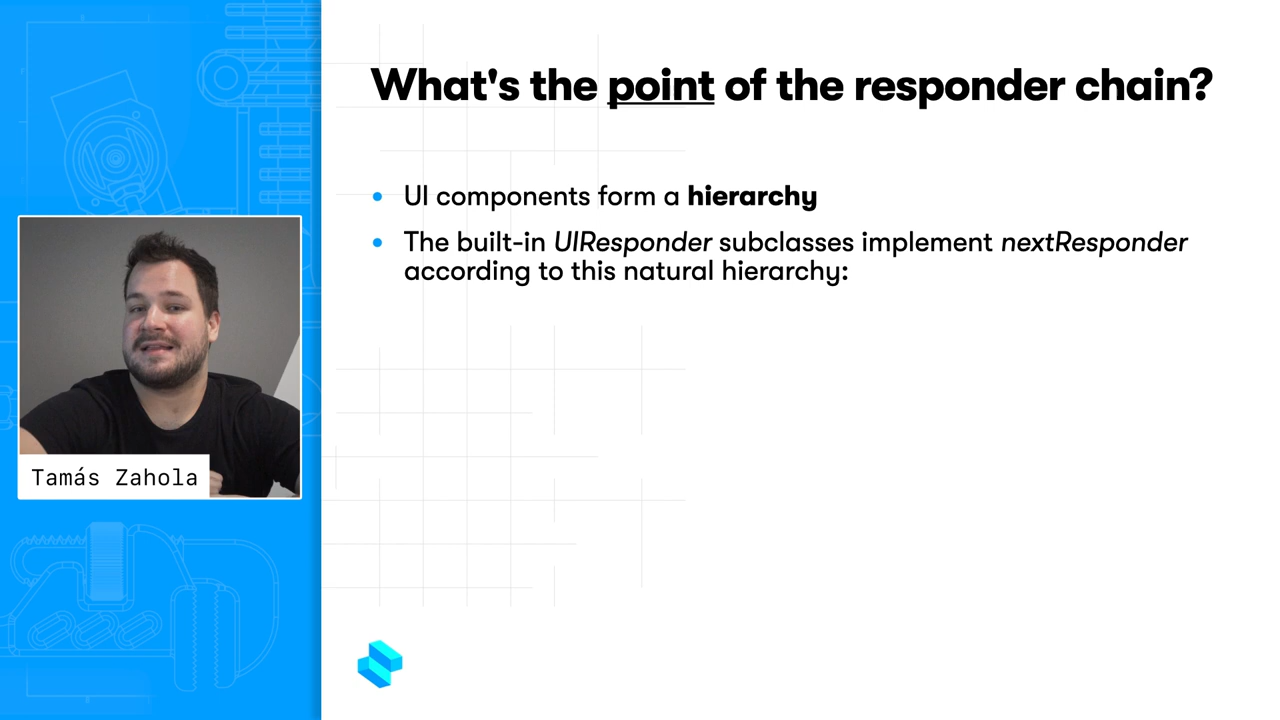 What's the point of the responder chain?
UI components form a hierarchy
The built-in UIResponder subclasses implement nextResponder
according to this natural hierarchy:
Tamás Zahola